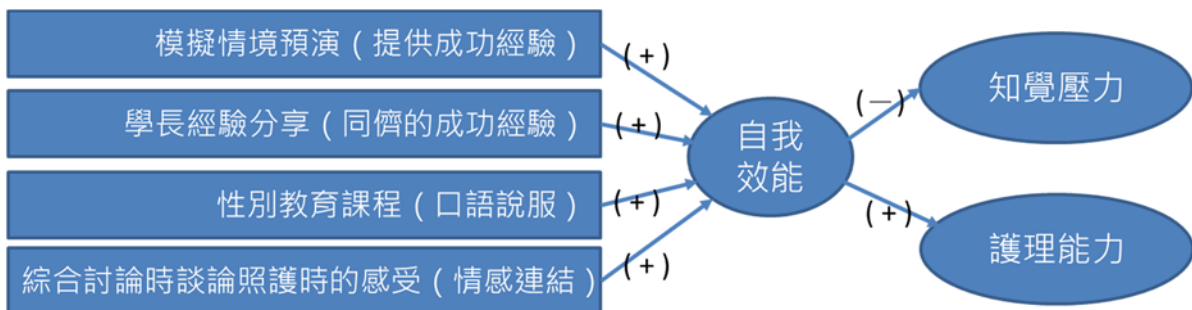 模擬情境預演（提供成功經驗）
(+)
學長經驗分享（同儕的成功經驗）
(+)
性別教育課程（口語說服）
(+)
綜合討論時談論照護時的感受（情感連結）
(+)
自我
效能
(—)
知覺壓力
(+)
護理能力